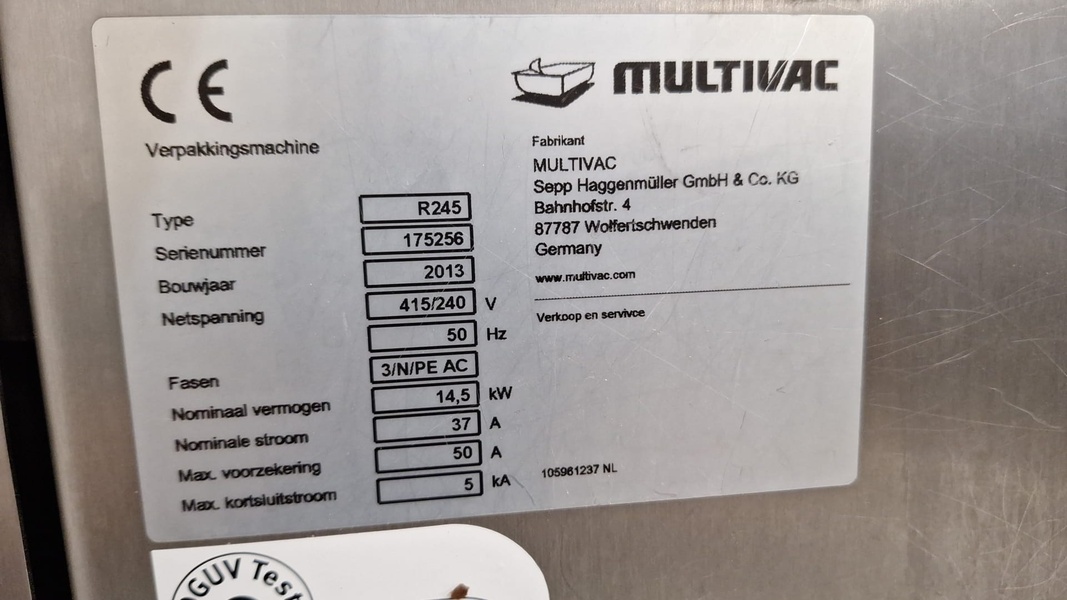 CE
MULTIVAC
Verpakkingsmachine
Type R245
Serienummer 175256
Bouwjaar 2013
Netspanning 415/240 V
50 Hz
Fasen 3/N/PE AC
Nominaal vermogen 14,5 kW
Nominale stroom 37 A
Max. voorzekering 50 A
Max. kortsluitstroom 5 kA
Fabrikant
MULTIVAC
Sepp Haggenmüller GmbH & Co. KG
Bahnhofstr. 4
87787 Wolfertschwenden
Germany
www.multivac.com
Verkoop en servivce
105961237 NL
DGUV Test